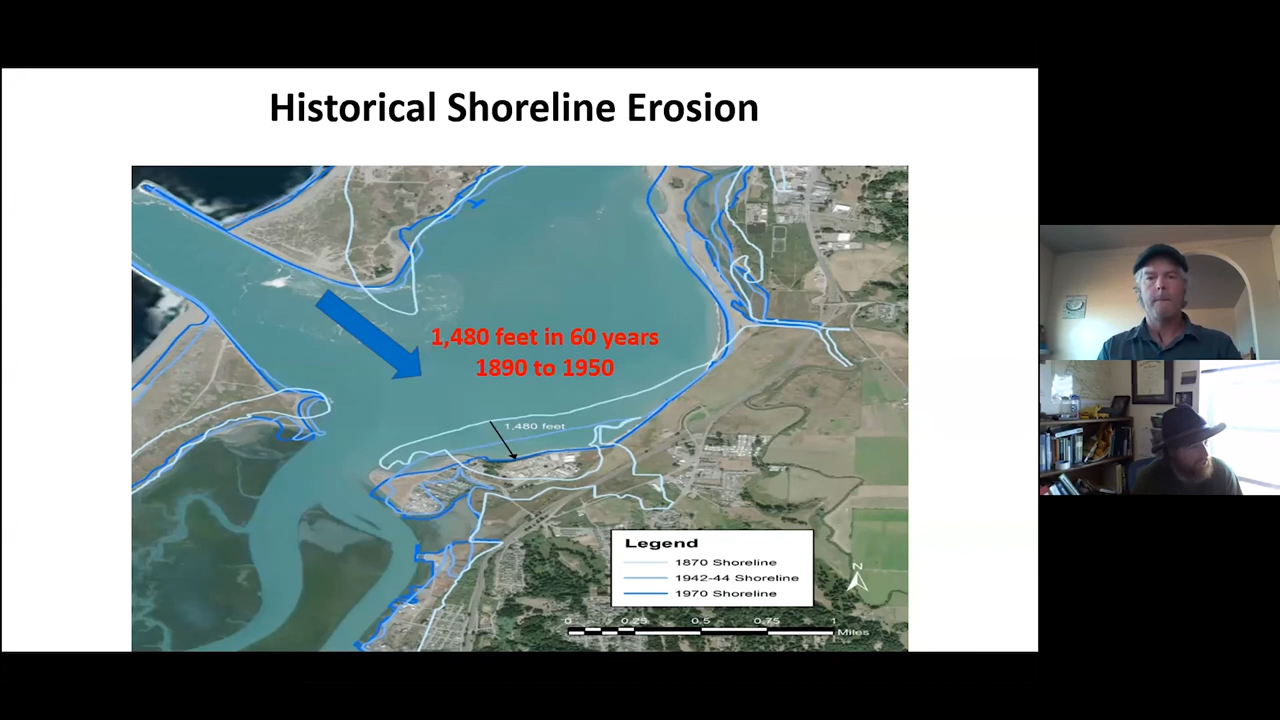 Historical Shoreline Erosion
1,480 feet in 60 years
1890 to 1950
1,480 feet
Legend
1870 Shoreline
1942-44 Shoreline
1970 Shoreline
N
0 0.25 0.5 0.75 1
Miles